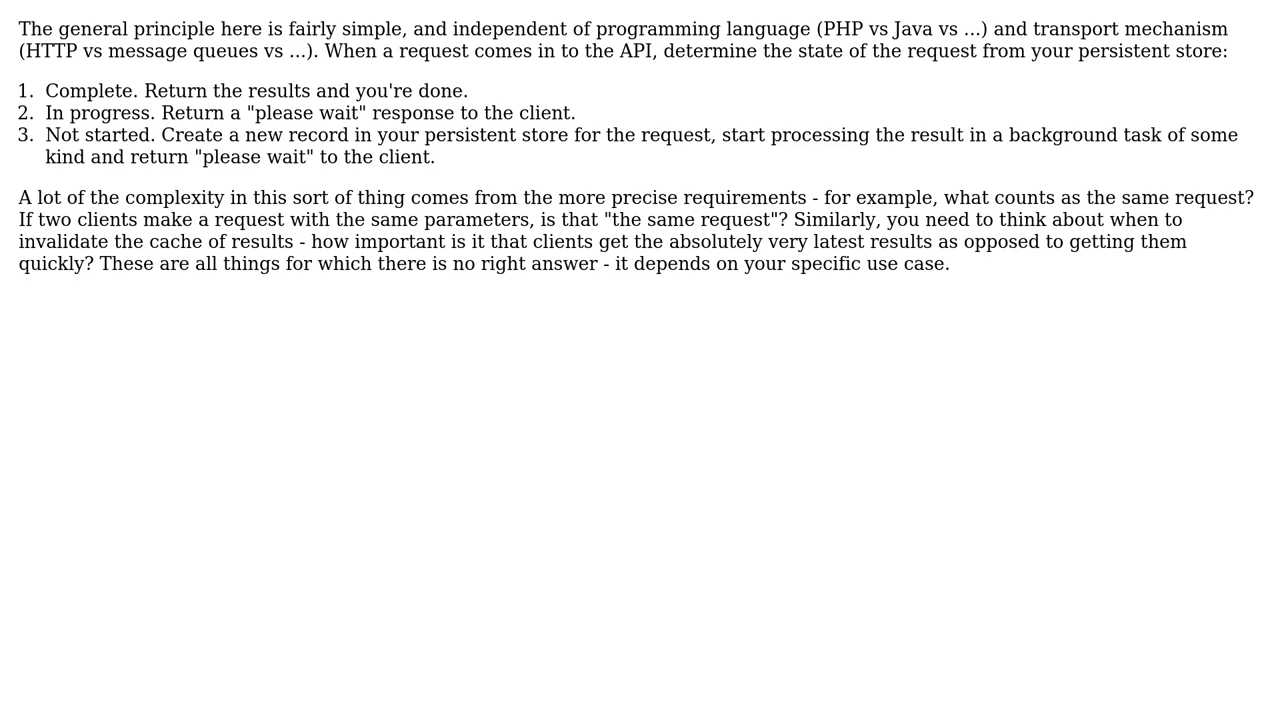 The general principle here is fairly simple, and independent of programming language (PHP vs Java vs ...) and transport mechanism
(HTTP vs message queues vs ...). When a request comes in to the API, determine the state of the request from your persistent store:
1. Complete. Return the results and you're done.
2. In progress. Return a "please wait" response to the client.
3. Not started. Create a new record in your persistent store for the request, start processing the result in a background task of some
kind and return "please wait" to the client.
A lot of the complexity in this sort of thing comes from the more precise requirements - for example, what counts as the same request?
If two clients make a request with the same parameters, is that "the same request"? Similarly, you need to think about when to
invalidate the cache of results - how important is it that clients get the absolutely very latest results as opposed to getting them
quickly? These are all things for which there is no right answer - it depends on your specific use case.